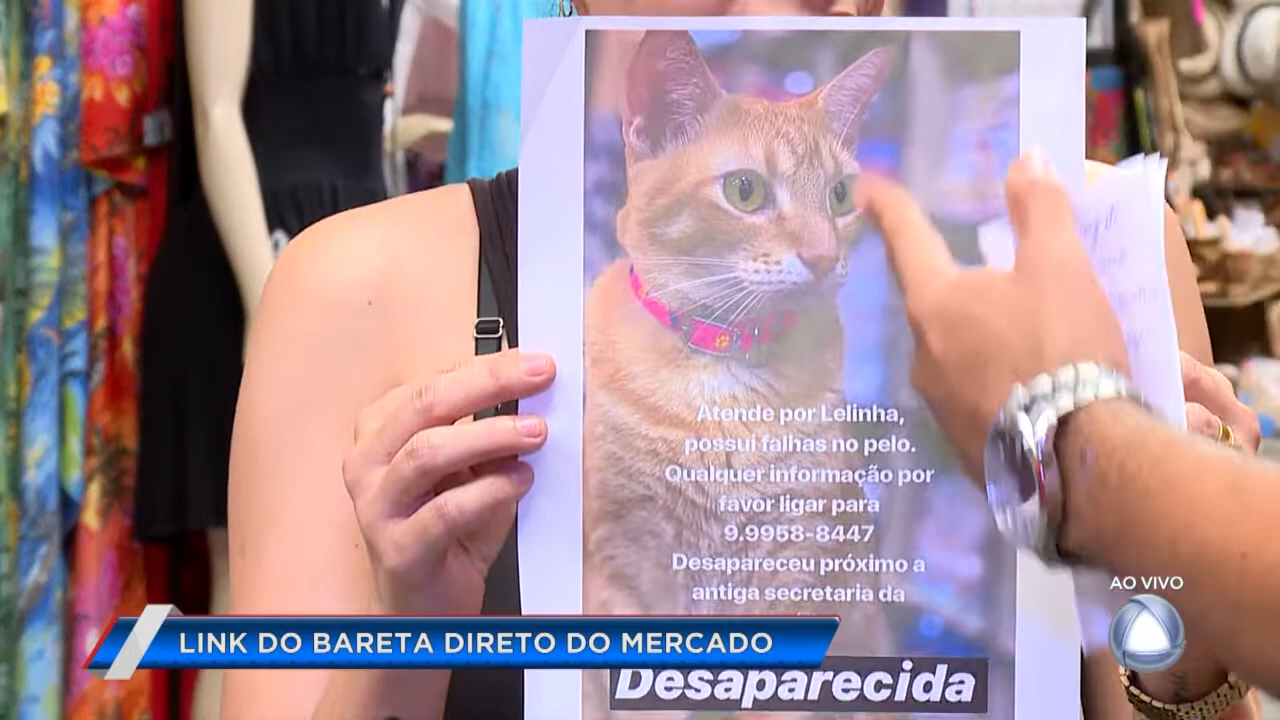 Atende por Lelinha,
possui falhas no pelo.
Qualquer informação por
favor ligar para
9.9958-8447
Desapareceu próximo a
antiga secretaria da
Desaparecida
AO VIVO
LINK DO BARETA DIRETO DO MERCADO